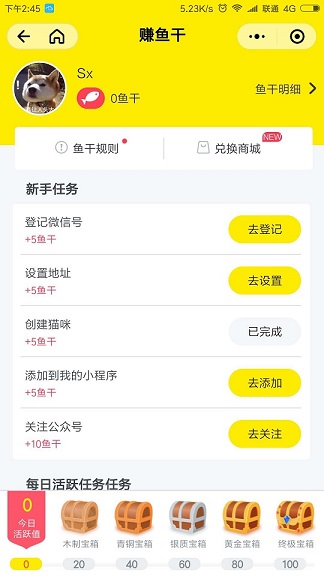 下午2:45
5.23K/s 联通 4G
赚鱼干
Sx
0鱼干
鱼干明细
鱼干规则
兑换商城
NEW
新手任务
登记微信号
+5鱼干
去登记
设置地址
+5鱼干
去设置
创建猫咪
+5鱼干
已完成
添加到我的小程序
+5鱼干
去添加
关注公众号
+10鱼干
去关注
每日活跃任务任务
0
今日
活跃值
木制宝箱 青铜宝箱 银质宝箱 黄金宝箱 终极宝箱
0 20 40 60 80 100